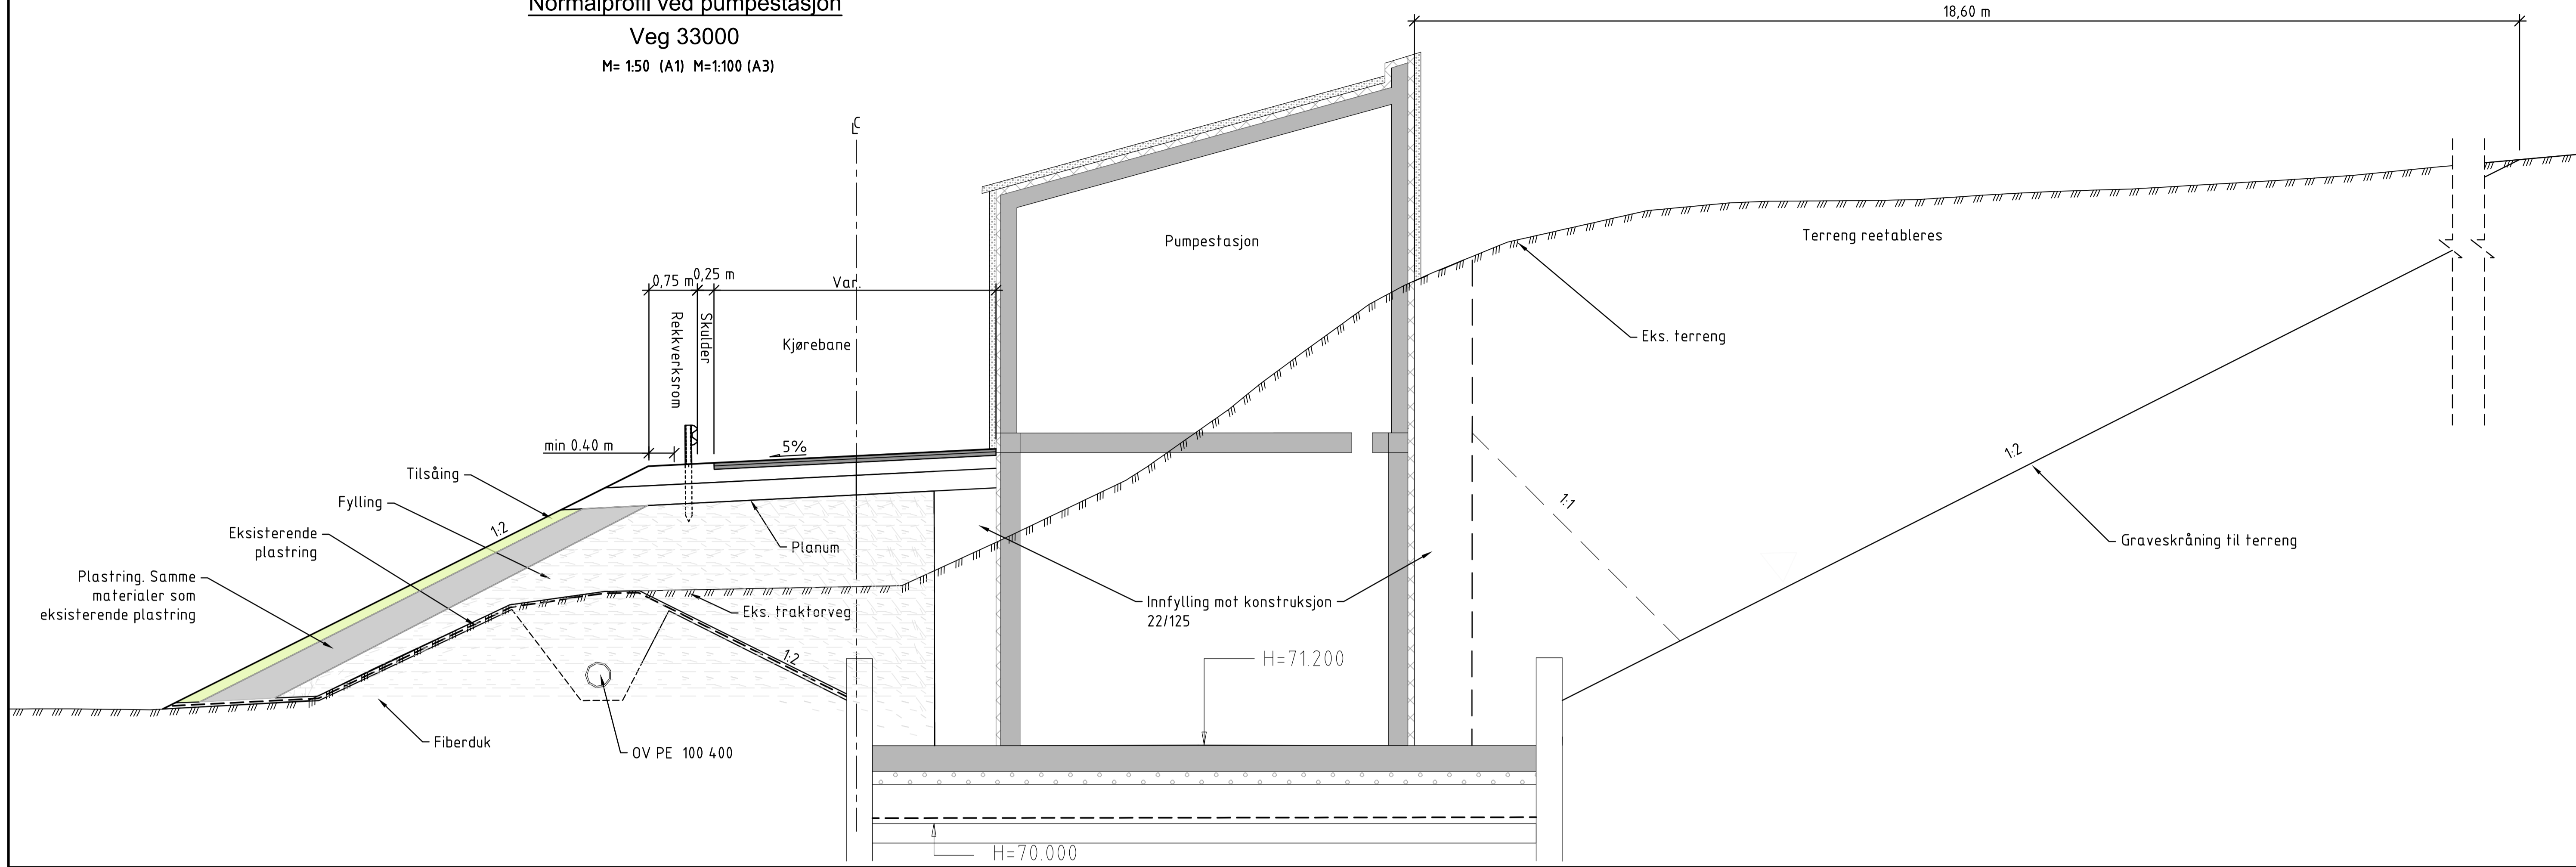 Normalprofil ved pumpestasjon
Veg 33000
M= 1:50 (A1) M=1:100 (A3)
18,60 m
CL
Pumpestasjon
Terreng reetableres
0,75 m
0,25 m
Var.
Rekkverksrom
Skulder
Kjørebane
Eks. terreng
min 0.40 m
5%
Tilsåing
Fylling
1:2
Eksisterende
plastring
Planum
Plastring. Samme
materialer som
eksisterende plastring
Eks. traktorveg
1:2
Innfylling mot konstruksjon
22/125
1:1
1:2
Graveskråning til terreng
H=71.200
Fiberduk
OV PE 100 400
H=70.000